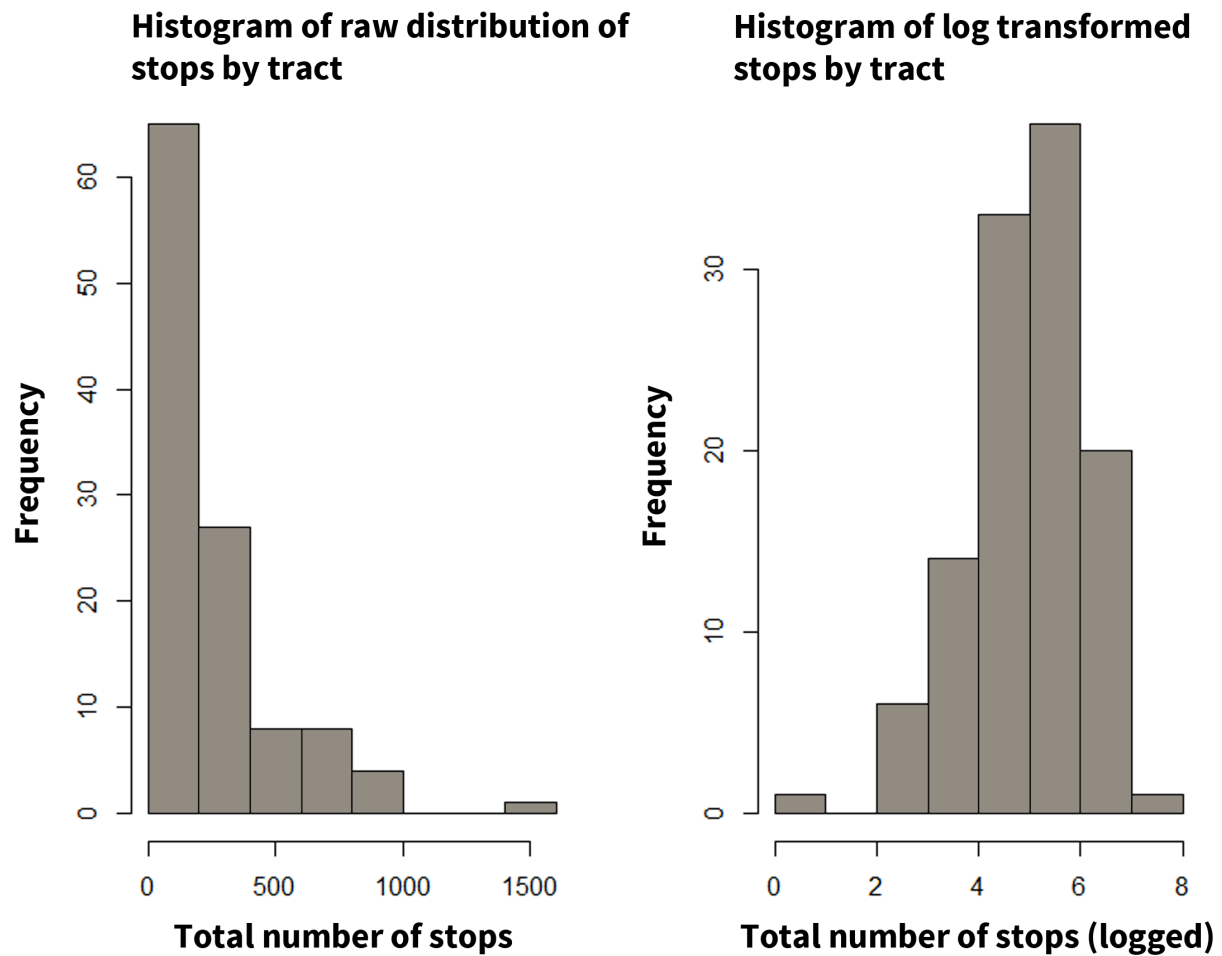 Histogram of raw distribution of
stops by tract
Frequency
60
50
40
30
20
10
0
0 500 1000 1500
Total number of stops
Histogram of log transformed
stops by tract
Frequency
30
20
10
0
0 2 4 6 8
Total number of stops (logged)